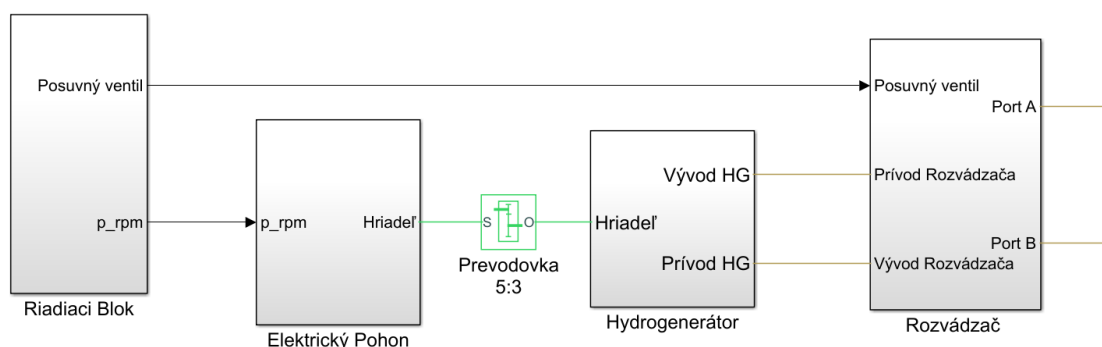 Posuvný ventil
p_rpm
Riadiaci Blok
p_rpm
Hriadeľ
Elektrický Pohon
S
O
Prevodovka
5:3
Hriadeľ
Vývod HG
Prívod HG
Hydrogenerátor
Posuvný ventil
Port A
Prívod Rozvádzača
Port B
Vývod Rozvádzača
Rozvádzač